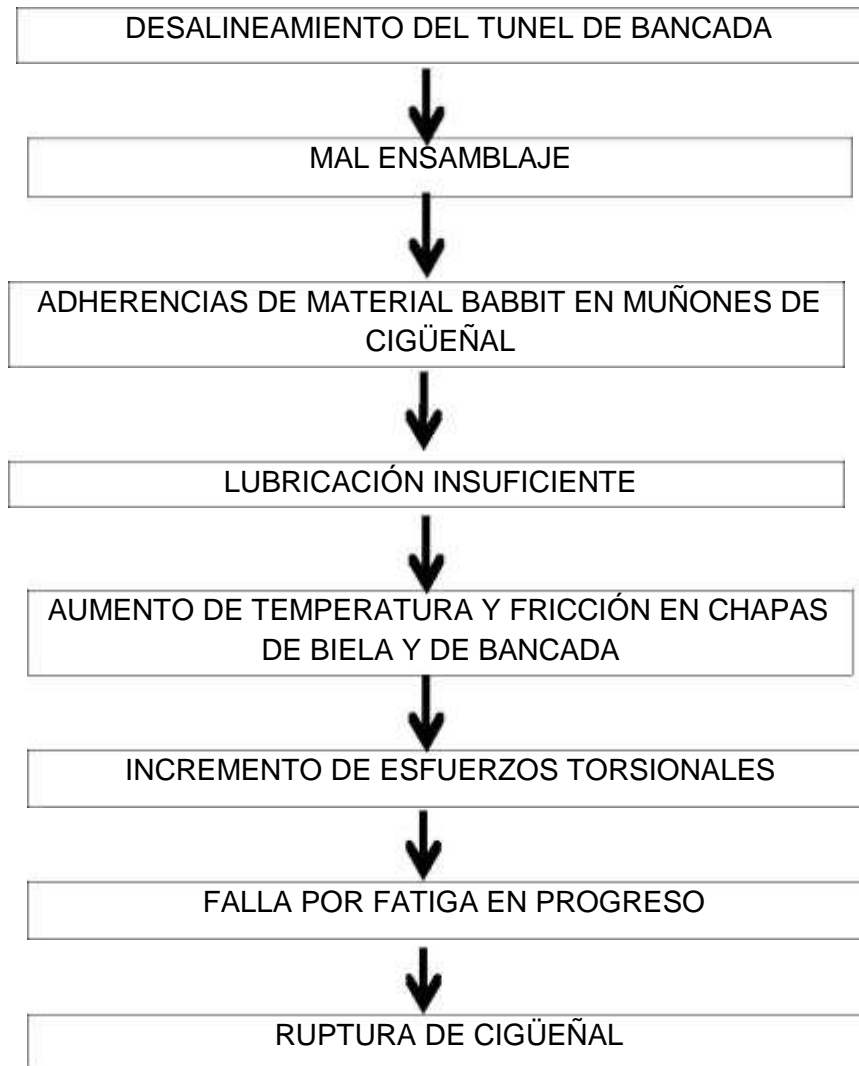 DESALINEAMIENTO DEL TUNEL DE BANCADA
MAL ENSAMBLAJE
ADHERENCIAS DE MATERIAL BABBIT EN MUÑONES DE
CIGÜEÑAL
LUBRICACIÓN INSUFICIENTE
AUMENTO DE TEMPERATURA Y FRICCIÓN EN CHAPAS
DE BIELA Y DE BANCADA
INCREMENTO DE ESFUERZOS TORSIONALES
FALLA POR FATIGA EN PROGRESO
RUPTURA DE CIGÜEÑAL